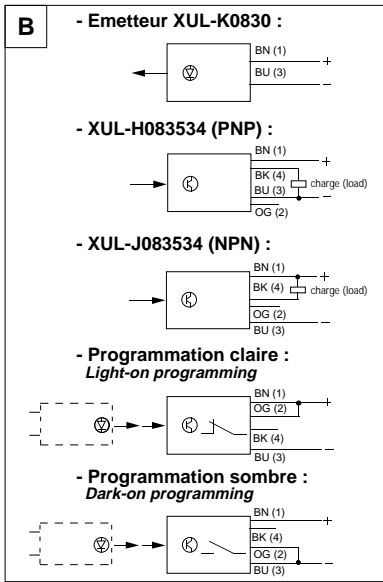 B
- Emetteur XUL-K0830 :
BN (1)
+
BU (3)
–
- XUL-H083534 (PNP) :
BN (1)
+
BK (4)
charge (load)
BU (3)
–
OG (2)
- XUL-J083534 (NPN) :
BN (1)
+
BK (4)
charge (load)
OG (2)
BU (3)
–
- Programmation claire :
Light-on programming
BN (1)
+
OG (2)
BK (4)
BU (3)
–
- Programmation sombre :
Dark-on programming
BN (1)
+
BK (4)
OG (2)
BU (3)
–